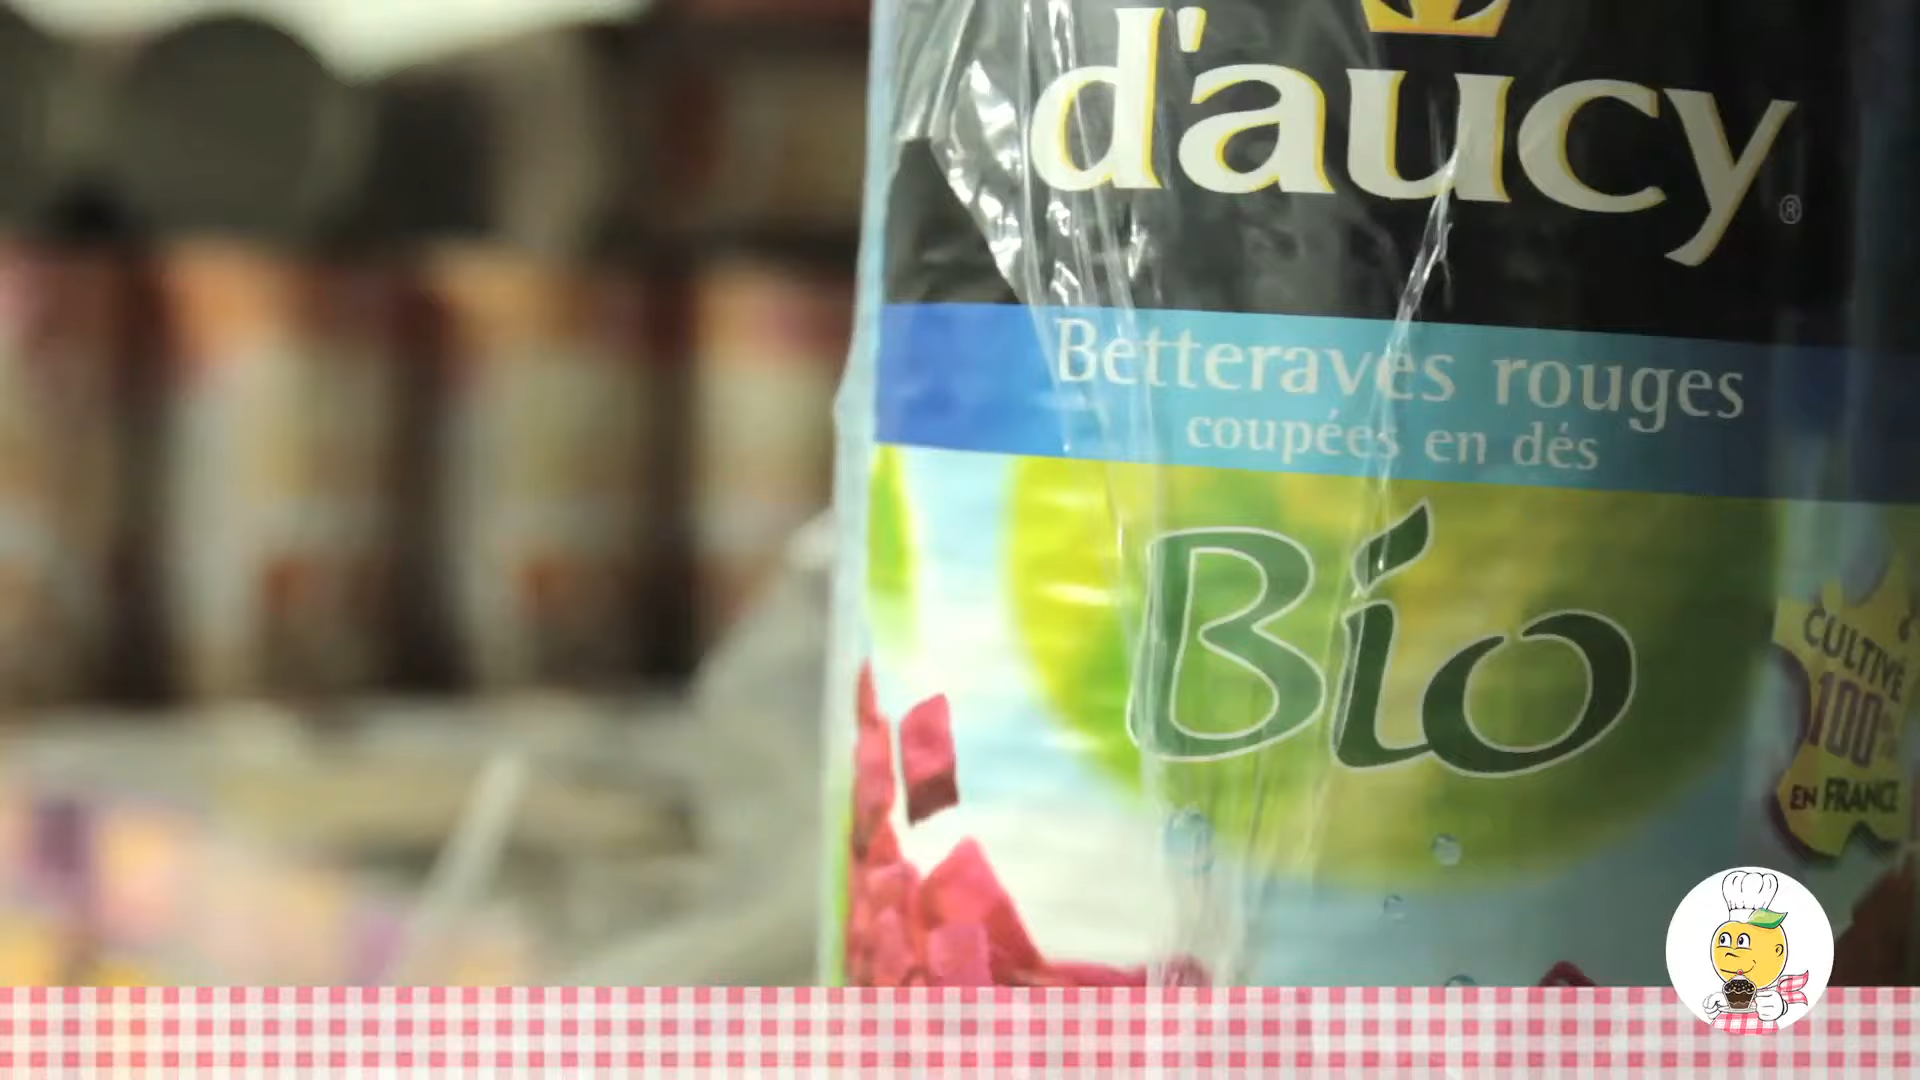 d'aucy®
Betteraves rouges
coupées en dés
Bio
CULTIVÉ
100%
EN FRANCE